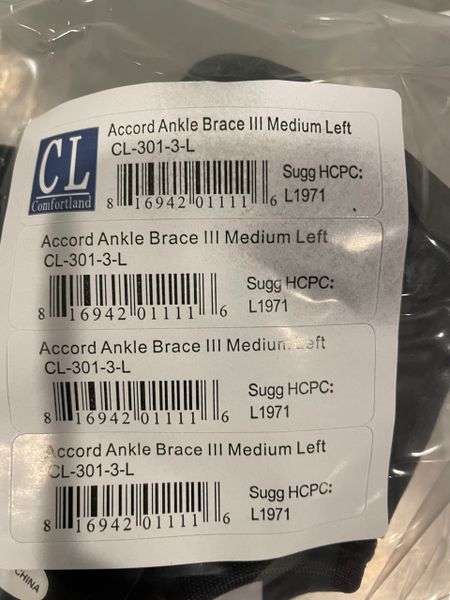 CL
Comfortland
Accord Ankle Brace III Medium Left
CL-301-3-L
Sugg HCPC:
L1971
8 16942 01111 6
Accord Ankle Brace III Medium Left
CL-301-3-L
Sugg HCPC:
L1971
8 16942 01111 6
Accord Ankle Brace III Medium Left
CL-301-3-L
Sugg HCPC:
L1971
8 16942 01111 6
Accord Ankle Brace III Medium Left
CL-301-3-L
Sugg HCPC:
L1971
8 16942 01111 6
CHINA